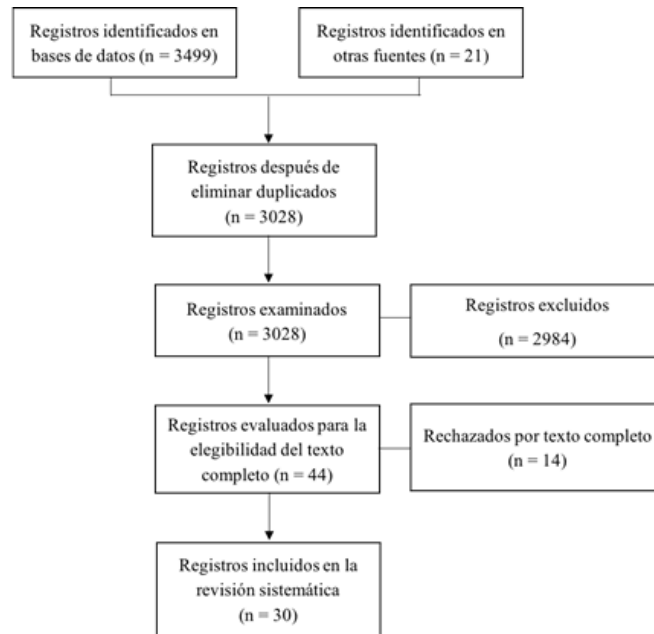 Registros identificados en
bases de datos (n = 3499)
Registros identificados en
otras fuentes (n = 21)
Registros después de
eliminar duplicados
(n = 3028)
Registros examinados
(n = 3028)
Registros excluidos
(n = 2984)
Registros evaluados para la
elegibilidad del texto
completo (n = 44)
Rechazados por texto completo
(n = 14)
Registros incluidos en la
revisión sistemática
(n = 30)